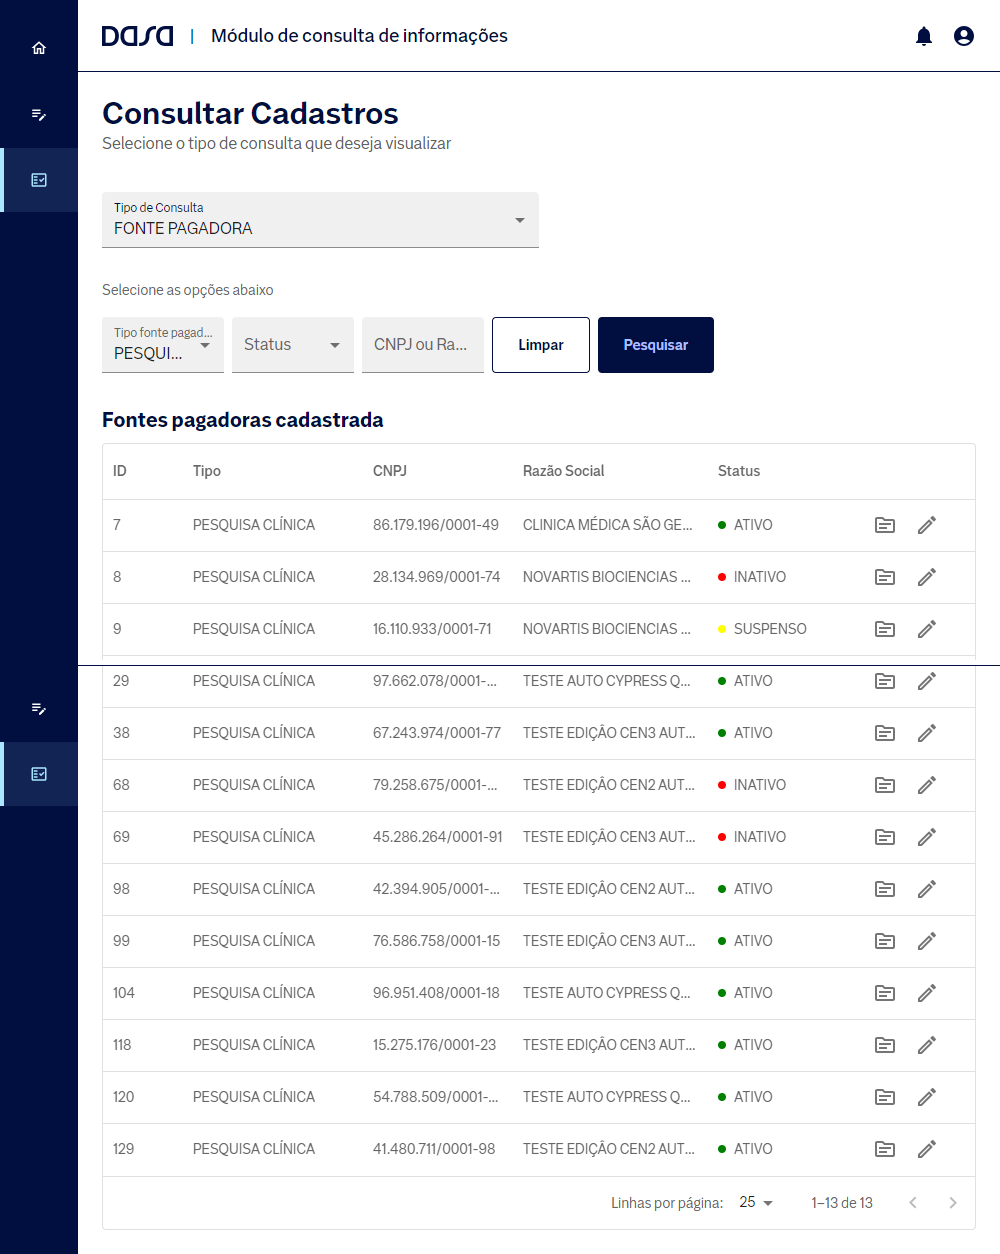 DASA | Módulo de consulta de informações
Consultar Cadastros
Selecione o tipo de consulta que deseja visualizar
Tipo de Consulta
FONTE PAGADORA
Selecione as opções abaixo
Tipo fonte pagad...
PESQUI... Status CNPJ ou Ra... Limpar Pesquisar
Fontes pagadoras cadastrada
ID Tipo CNPJ Razão Social Status
7 PESQUISA CLÍNICA 86.179.196/0001-49 CLINICA MÉDICA SÃO GE... ATIVO
8 PESQUISA CLÍNICA 28.134.969/0001-74 NOVARTIS BIOCIENCIAS ... INATIVO
9 PESQUISA CLÍNICA 16.110.933/0001-71 NOVARTIS BIOCIENCIAS ... SUSPENSO
29 PESQUISA CLÍNICA 97.662.078/0001-... TESTE AUTO CYPRESS Q... ATIVO
38 PESQUISA CLÍNICA 67.243.974/0001-77 TESTE EDIÇÂO CEN3 AUT... ATIVO
68 PESQUISA CLÍNICA 79.258.675/0001-... TESTE EDIÇÂO CEN2 AUT... INATIVO
69 PESQUISA CLÍNICA 45.286.264/0001-91 TESTE EDIÇÂO CEN3 AUT... INATIVO
98 PESQUISA CLÍNICA 42.394.905/0001-... TESTE EDIÇÂO CEN2 AUT... ATIVO
99 PESQUISA CLÍNICA 76.586.758/0001-15 TESTE EDIÇÂO CEN3 AUT... ATIVO
104 PESQUISA CLÍNICA 96.951.408/0001-18 TESTE AUTO CYPRESS Q... ATIVO
118 PESQUISA CLÍNICA 15.275.176/0001-23 TESTE EDIÇÂO CEN3 AUT... ATIVO
120 PESQUISA CLÍNICA 54.788.509/0001-... TESTE AUTO CYPRESS Q... ATIVO
129 PESQUISA CLÍNICA 41.480.711/0001-98 TESTE EDIÇÂO CEN2 AUT... ATIVO
Linhas por página: 25 1–13 de 13